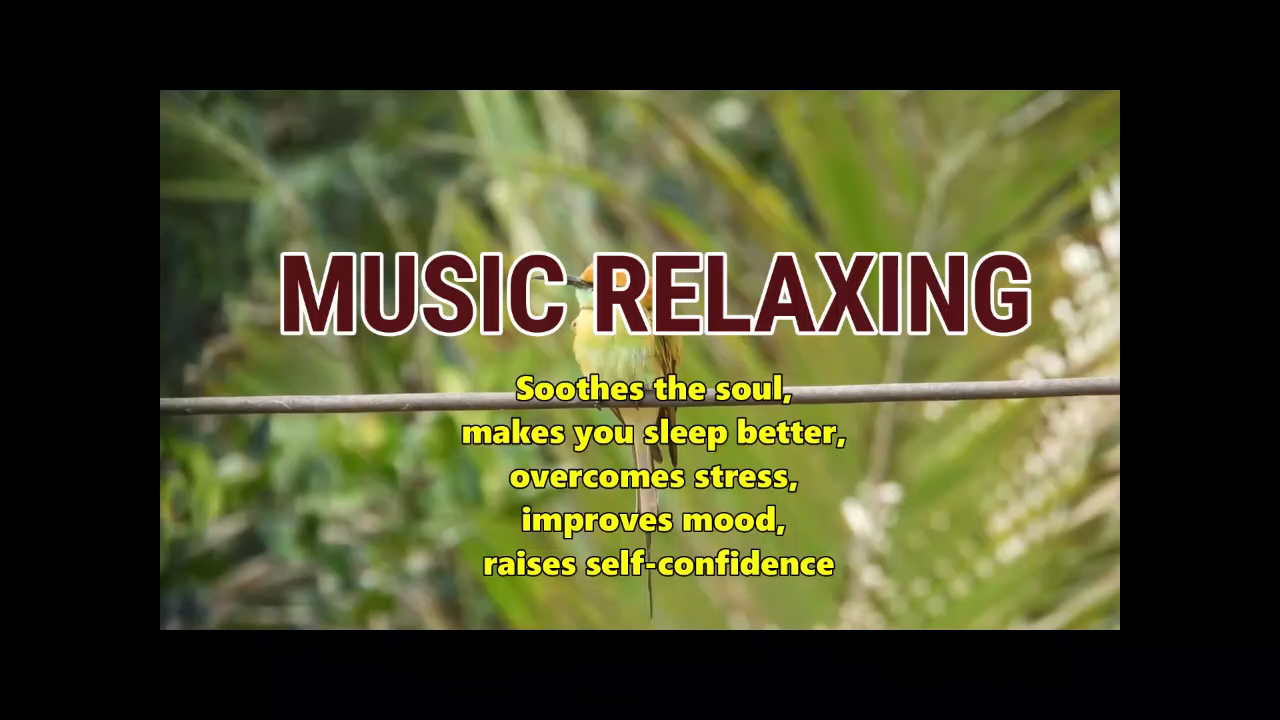 MUSIC RELAXING
Soothes the soul,
makes you sleep better,
overcomes stress,
improves mood,
raises self-confidence